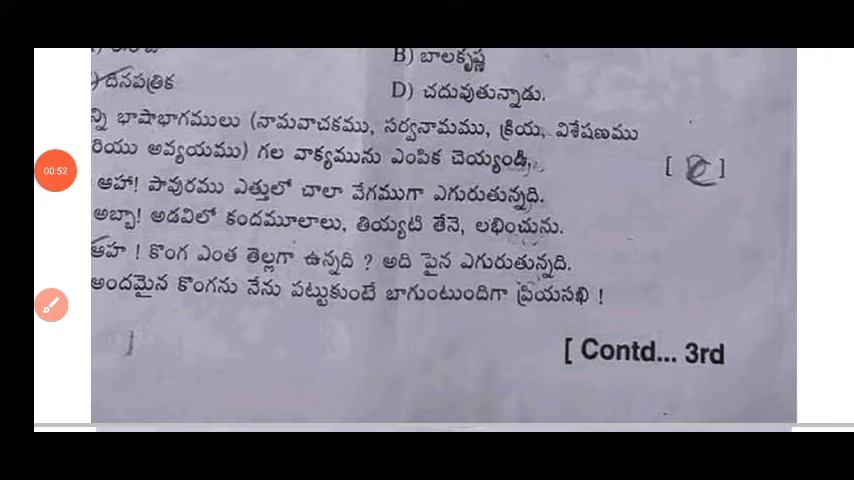 B) బాలకృష్ణ
దినపత్రిక
D) చదువుతున్నాడు.
న్ని భాషాభాగములు (నామవాచకము, సర్వనామము, క్రియ, విశేషణము
రియు అవ్యయము) గల వాక్యమును ఎంపిక చెయ్యండి. [ ]
00:52
ఆహా! పావురము ఎత్తులో చాలా వేగముగా ఎగురుతున్నది.
అబ్బా! అడవిలో కందమూలాలు, తియ్యటి తేనె, లభించును.
ఆహ ! కొంగ ఎంత తెల్లగా ఉన్నది ? అది పైన ఎగురుతున్నది.
అందమైన కొంగను నేను పట్టుకుంటే బాగుంటుందిగా ప్రియసఖి !
]
[ Contd... 3rd